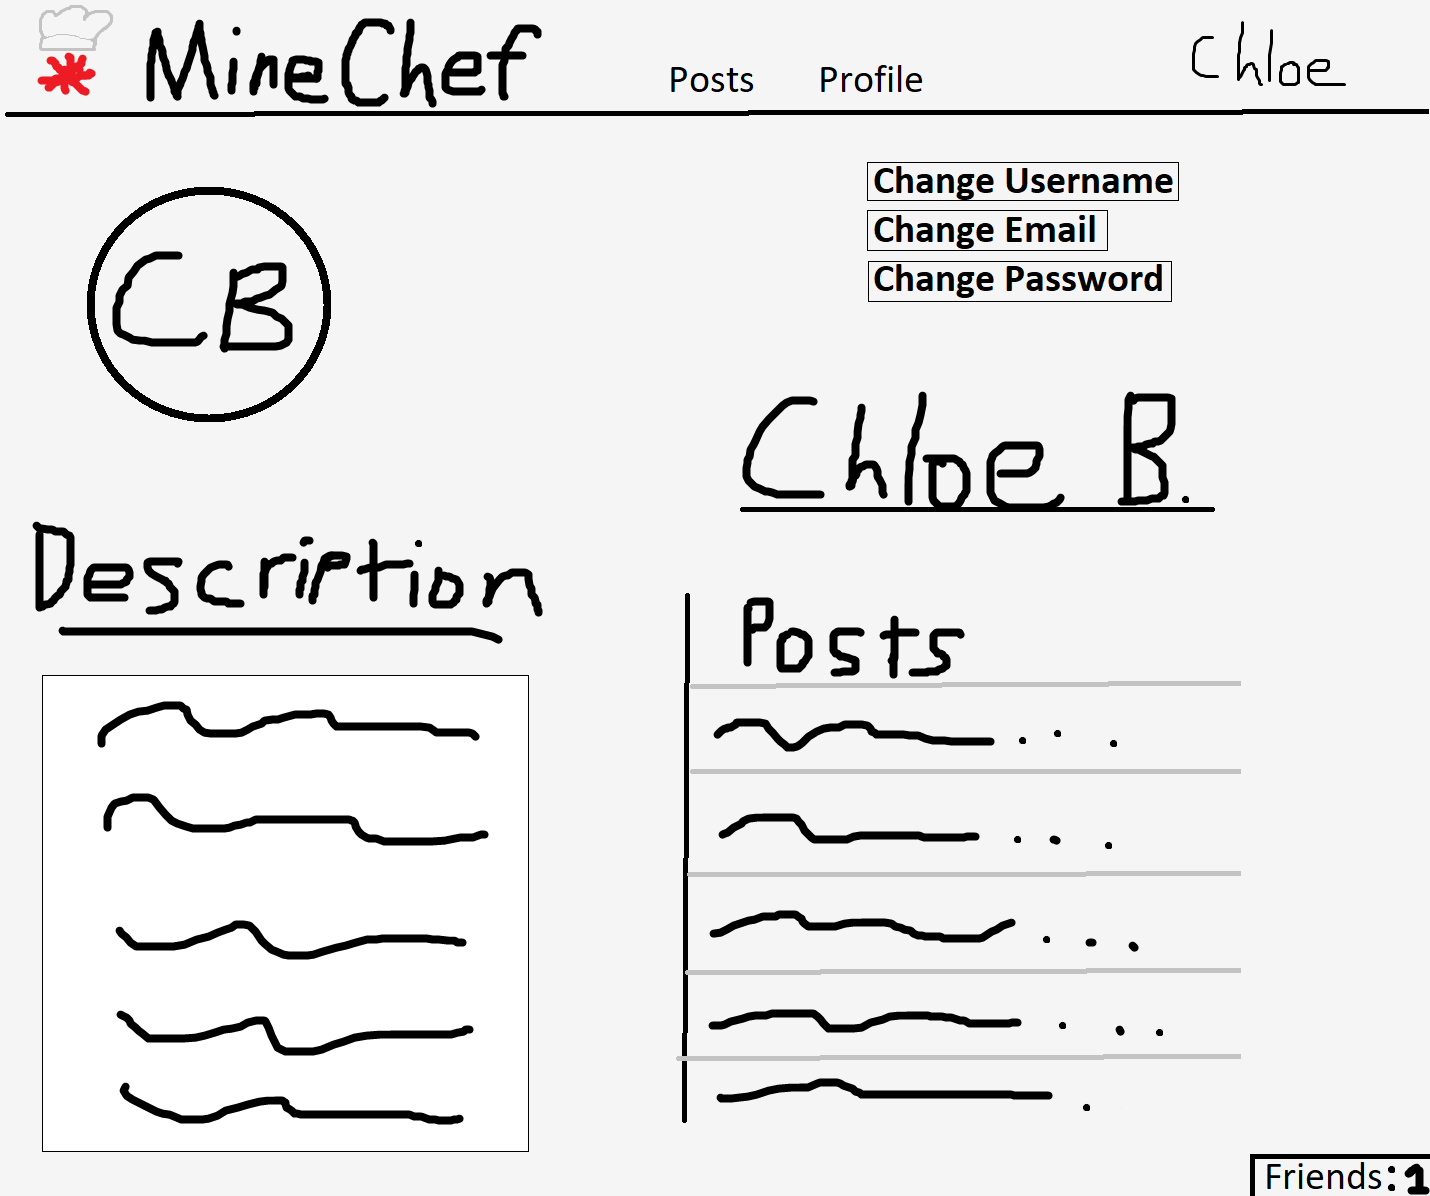 MineChef Posts Profile Chloe
Change Username
Change Email
Change Password
CB
Chloe B.
Description
Posts
Friends:1